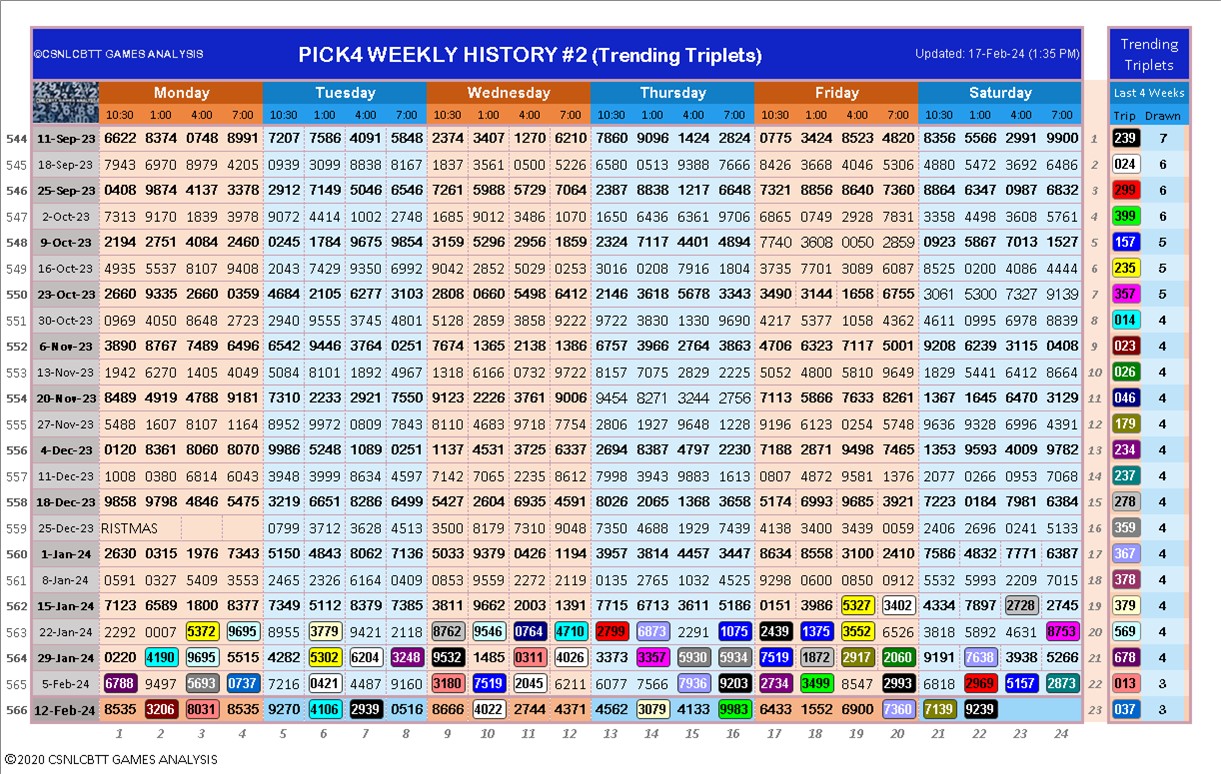 ©CSNLCBTT GAMES ANALYSIS PICK4 WEEKLY HISTORY #2 (Trending Triplets) Updated: 17-Feb-24 (1:35 PM) Trending Triplets
Monday Tuesday Wednesday Thursday Friday Saturday Last 4 Weeks
10:30 1:00 4:00 7:00 10:30 1:00 4:00 7:00 10:30 1:00 4:00 7:00 10:30 1:00 4:00 7:00 10:30 1:00 4:00 7:00 10:30 1:00 4:00 7:00 Trip Drawn
544 11-Sep-23 6622 8374 0748 8991 7207 7586 4091 5848 2374 3407 1270 6210 7860 9096 1424 2824 0775 3424 8523 4820 8356 5566 2991 9900 1 239 7
545 18-Sep-23 7943 6970 8979 4205 0939 3099 8838 8167 1837 3561 0500 5226 6580 0513 9388 7666 8426 3668 4046 5306 4880 5472 3692 6486 2 024 6
546 25-Sep-23 0408 9874 4137 3378 2912 7149 5046 6546 7261 5988 5729 7064 2387 8838 1217 6648 7321 8856 8640 7360 8864 6347 0987 6832 3 299 6
547 2-Oct-23 7313 9170 1839 3978 9072 4414 1002 2748 1685 9012 3486 1070 1650 6436 6361 9706 6865 0749 2928 7831 3358 4498 3608 5761 4 399 6
548 9-Oct-23 2194 2751 4084 2460 0245 1784 9675 9854 3159 5296 2956 1859 2324 7117 4401 4894 7740 3608 0050 2859 0923 5867 7013 1527 5 157 5
549 16-Oct-23 4935 5537 8107 9408 2043 7429 9350 6992 9042 2852 5029 0253 3016 0208 7916 1804 3735 7701 3089 6087 8525 0200 4086 4444 6 235 5
550 23-Oct-23 2660 9335 2660 0359 4684 2105 6277 3103 2808 0660 5498 6412 2146 3618 5678 3343 3490 3144 1658 6755 3061 5300 7327 9139 7 357 5
551 30-Oct-23 0969 4050 8648 2723 2940 9555 3745 4801 5128 2859 3858 9222 9722 3830 1330 9690 4217 5377 1058 4362 4611 0995 6978 8839 8 014 4
552 6-Nov-23 3890 8767 7489 6496 6542 9446 3764 0251 7674 1365 2138 1386 6757 3966 2764 3863 4706 6323 7117 5001 9208 6239 3115 0408 9 023 4
553 13-Nov-23 1942 6270 1405 4049 5084 8101 1892 4967 1318 6166 0732 9722 8157 7075 2829 2225 5052 4800 5810 9649 1829 5441 6412 8664 10 026 4
554 20-Nov-23 8489 4919 4788 9181 7310 2233 2921 7550 9123 2226 3761 9006 9454 8271 3244 2756 7113 5866 7633 8261 1367 1645 6470 3129 11 046 4
555 27-Nov-23 5488 1607 8107 1164 8952 9972 0809 7843 8110 4683 9718 7754 2806 1927 9648 1228 9196 6123 0254 5748 9636 9328 6996 4391 12 179 4
556 4-Dec-23 0120 8361 8060 8070 9986 5248 1089 0251 1137 4531 3725 6337 2694 8387 4797 2230 7188 2871 9498 7465 1353 9593 4009 9782 13 234 4
557 11-Dec-23 1008 0380 6814 6043 3948 3999 8634 4597 4142 7065 2235 8612 7998 3943 9883 1613 0807 4872 9581 1376 2077 0266 0953 7068 14 237 4
558 18-Dec-23 9858 9798 4846 5475 3219 6651 8286 6499 5427 2604 6935 4591 8026 2065 1368 3658 5174 6993 9685 3921 7223 0184 7981 6384 15 278 4
559 25-Dec-23 RISTMAS 0799 3712 3628 4513 3500 8179 7310 9048 7350 4688 1929 7439 4138 3400 3439 0059 2406 2696 0241 5133 16 359 4
560 1-Jan-24 2630 0315 1976 7343 5150 4843 8062 7136 5033 9379 0426 1194 3957 3814 4457 3447 8634 8558 3100 2410 7586 4832 7771 6387 17 367 4
561 8-Jan-24 0591 0327 5409 3553 2465 2326 6164 0409 0853 9559 2272 2119 0135 2765 1032 4525 9298 0600 0850 0912 5532 5993 2209 7015 18 378 4
562 15-Jan-24 7123 6589 1800 8377 7349 5112 8379 7385 3811 9662 2003 1391 7715 6713 3611 5186 0151 3986 5327 3402 4334 7897 2728 2745 19 379 4
563 22-Jan-24 2292 0007 5372 9695 8955 3779 9431 2118 8762 9546 0764 4710 2799 6873 2291 1075 2439 1375 3552 6526 3818 5892 4631 8753 20 569 4
564 29-Jan-24 0220 4190 9695 5515 4282 5302 6204 3248 9532 1485 0311 4026 3373 3357 5930 5934 7519 1872 2917 2060 9191 7638 3938 5266 21 678 4
565 5-Feb-24 6788 9497 5693 0737 7216 0421 4487 9160 3180 7519 2045 6211 6077 7566 7936 9203 2734 3499 8547 2993 6818 2969 5157 2873 22 013 3
566 12-Feb-24 8535 3206 8031 8535 9270 4106 2939 0516 8666 4022 2744 4371 4562 3079 4133 9983 6433 1552 6900 7360 7139 9239 23 037 3
1 2 3 4 5 6 7 8 9 10 11 12 13 14 15 16 17 18 19 20 21 22 23 24
©2020 CSNLCBTT GAMES ANALYSIS